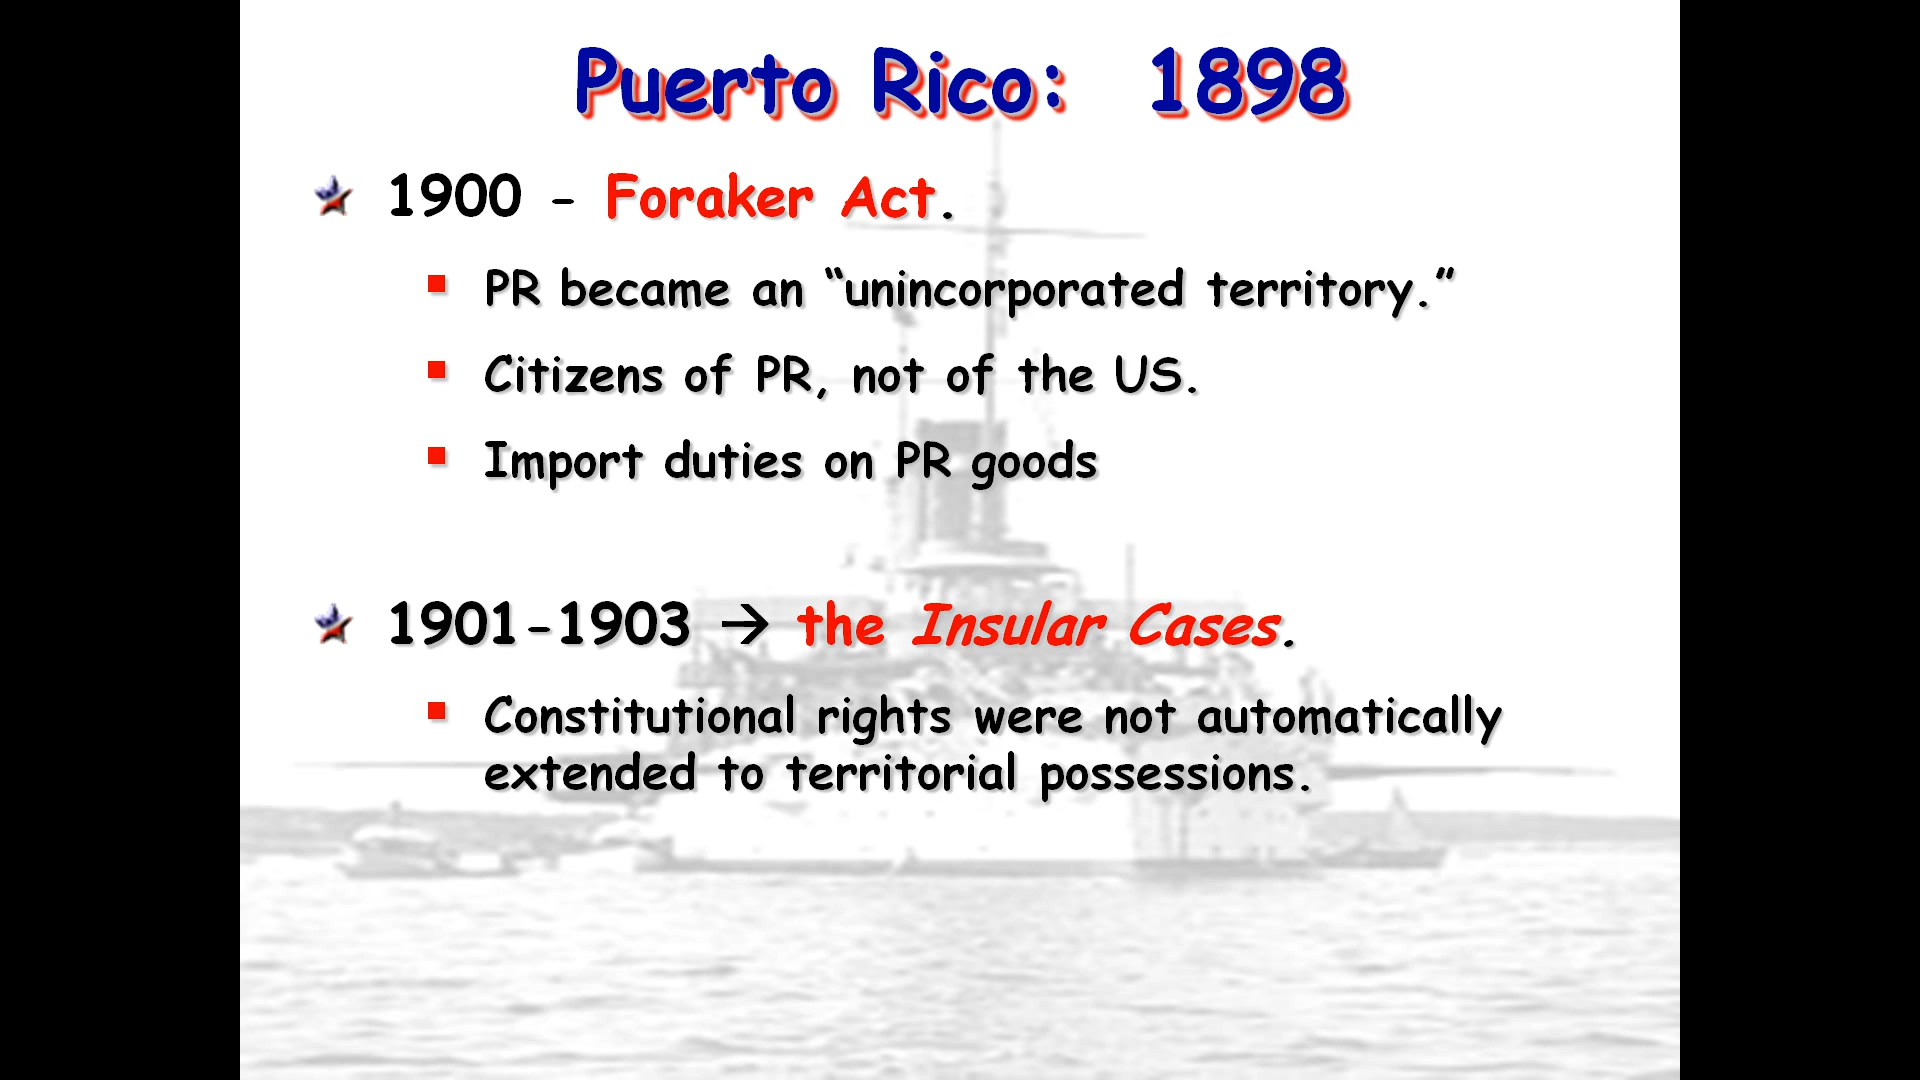 Puerto Rico: 1898
1900 - Foraker Act.
PR became an “unincorporated territory.”
Citizens of PR, not of the US.
Import duties on PR goods
1901-1903 → the Insular Cases.
Constitutional rights were not automatically
extended to territorial possessions.